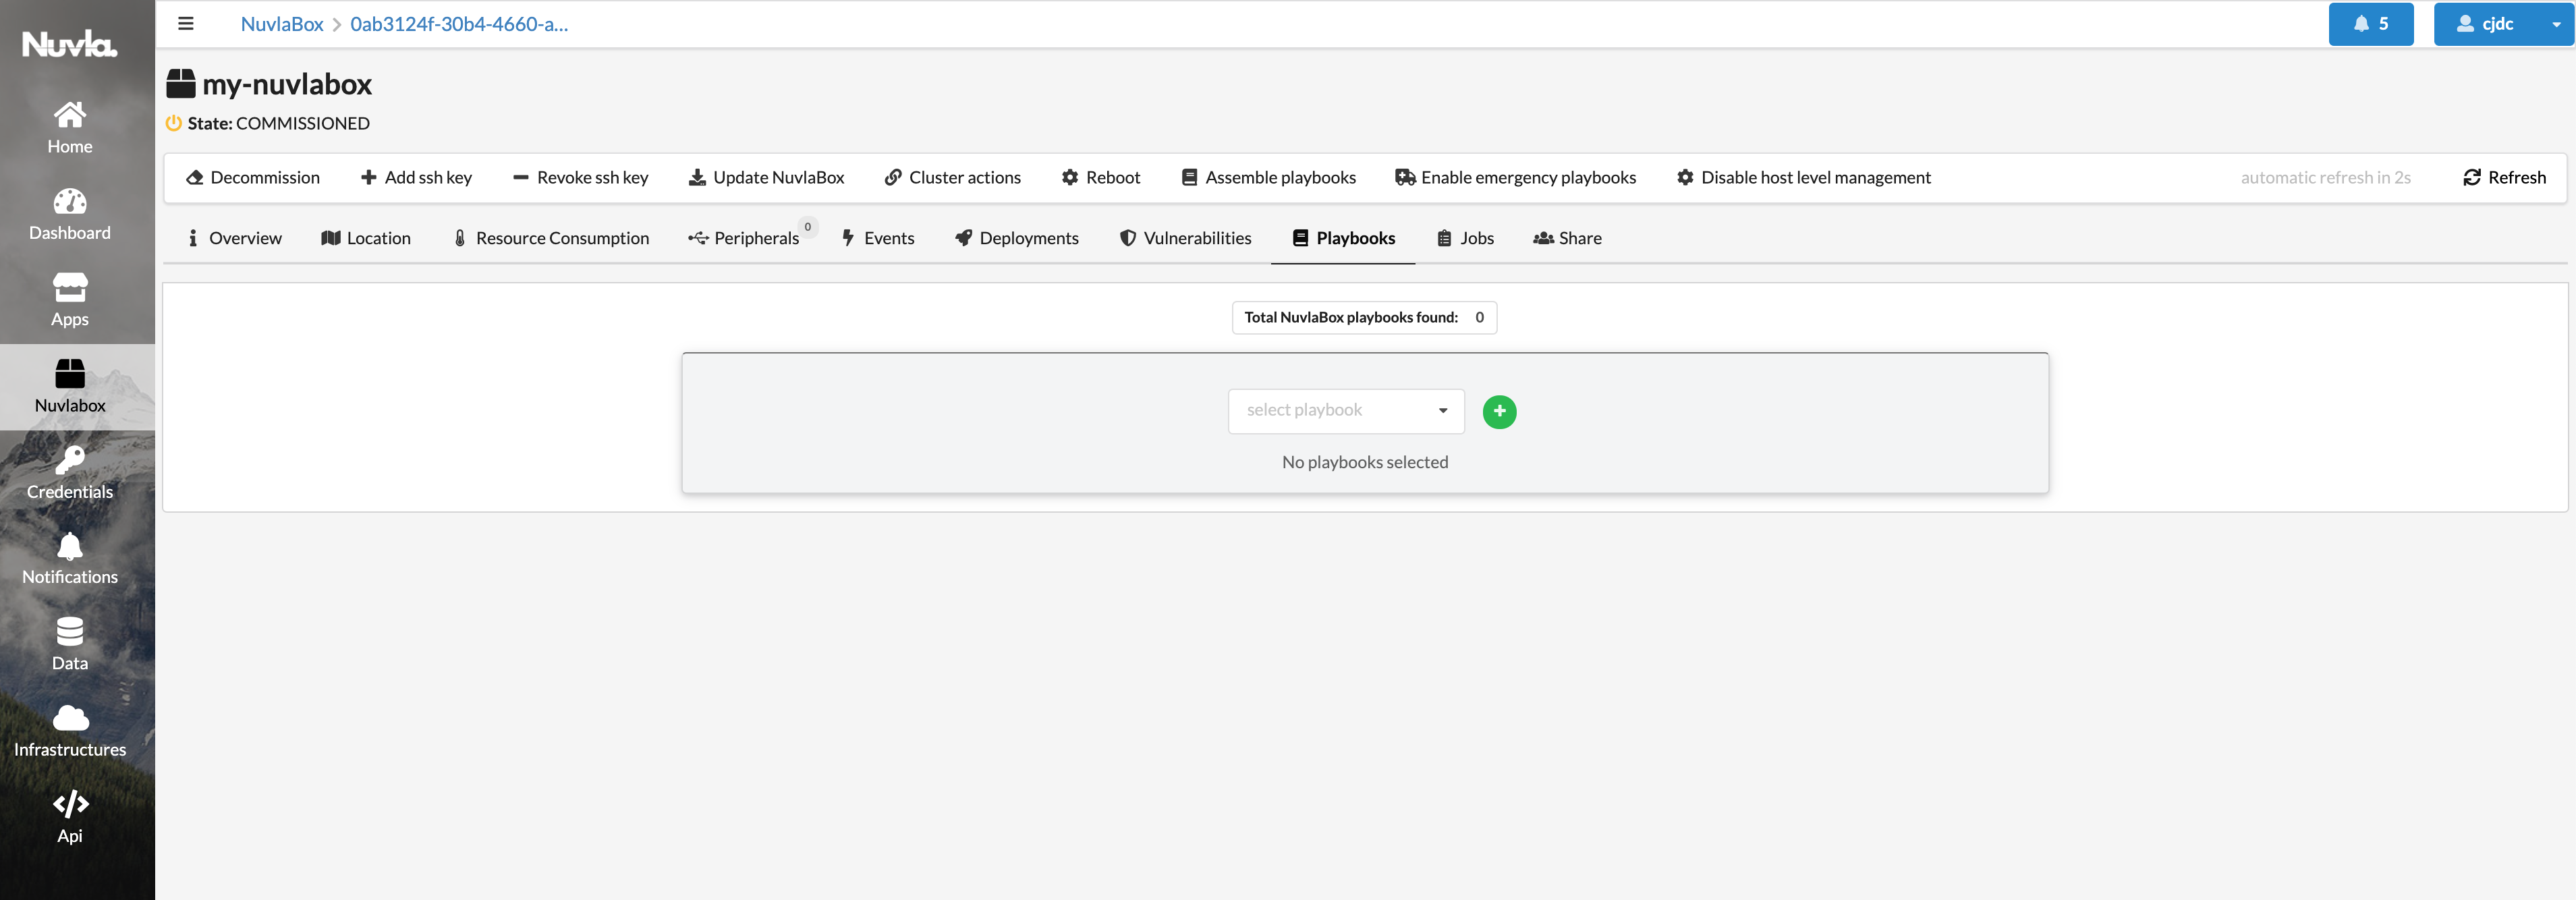 Nuvla.
Home
Dashboard
Apps
Nuvlabox
Credentials
Notifications
Data
Infrastructures
Api
NuvlaBox
0ab3124f-30b4-4660-a...
5
cjdc
my-nuvlabox
State: COMMISSIONED
Decommission
Add ssh key
Revoke ssh key
Update NuvlaBox
Cluster actions
Reboot
Assemble playbooks
Enable emergency playbooks
Disable host level management
automatic refresh in 2s
Refresh
Overview
Location
Resource Consumption
Peripherals
0
Events
Deployments
Vulnerabilities
Playbooks
Jobs
Share
Total NuvlaBox playbooks found: 0
select playbook
No playbooks selected